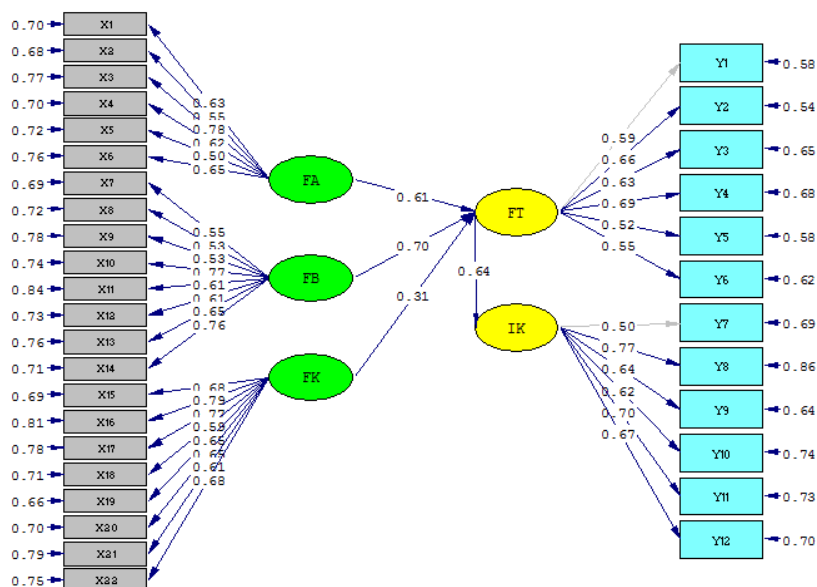 0.70 X1
0.68 X2
0.77 X3
0.70 X4
0.72 X5
0.76 X6
0.69 X7
0.72 X8
0.78 X9
0.74 X10
0.84 X11
0.73 X12
0.76 X13
0.71 X14
0.69 X15
0.81 X16
0.78 X17
0.71 X18
0.66 X19
0.70 X20
0.79 X21
0.75 X22
0.63
0.55
0.78
0.62
0.50
0.65
0.55
0.53
0.53
0.77
0.61
0.61
0.65
0.76
0.68
0.79
0.77
0.59
0.65
0.65
0.61
0.68
FA
FB
FK
0.61
0.70
0.31
FT
0.64
IK
0.59
0.66
0.63
0.69
0.52
0.55
0.50
0.77
0.64
0.62
0.70
0.67
Y1 0.58
Y2 0.54
Y3 0.65
Y4 0.68
Y5 0.58
Y6 0.62
Y7 0.69
Y8 0.86
Y9 0.64
Y10 0.74
Y11 0.73
Y12 0.70